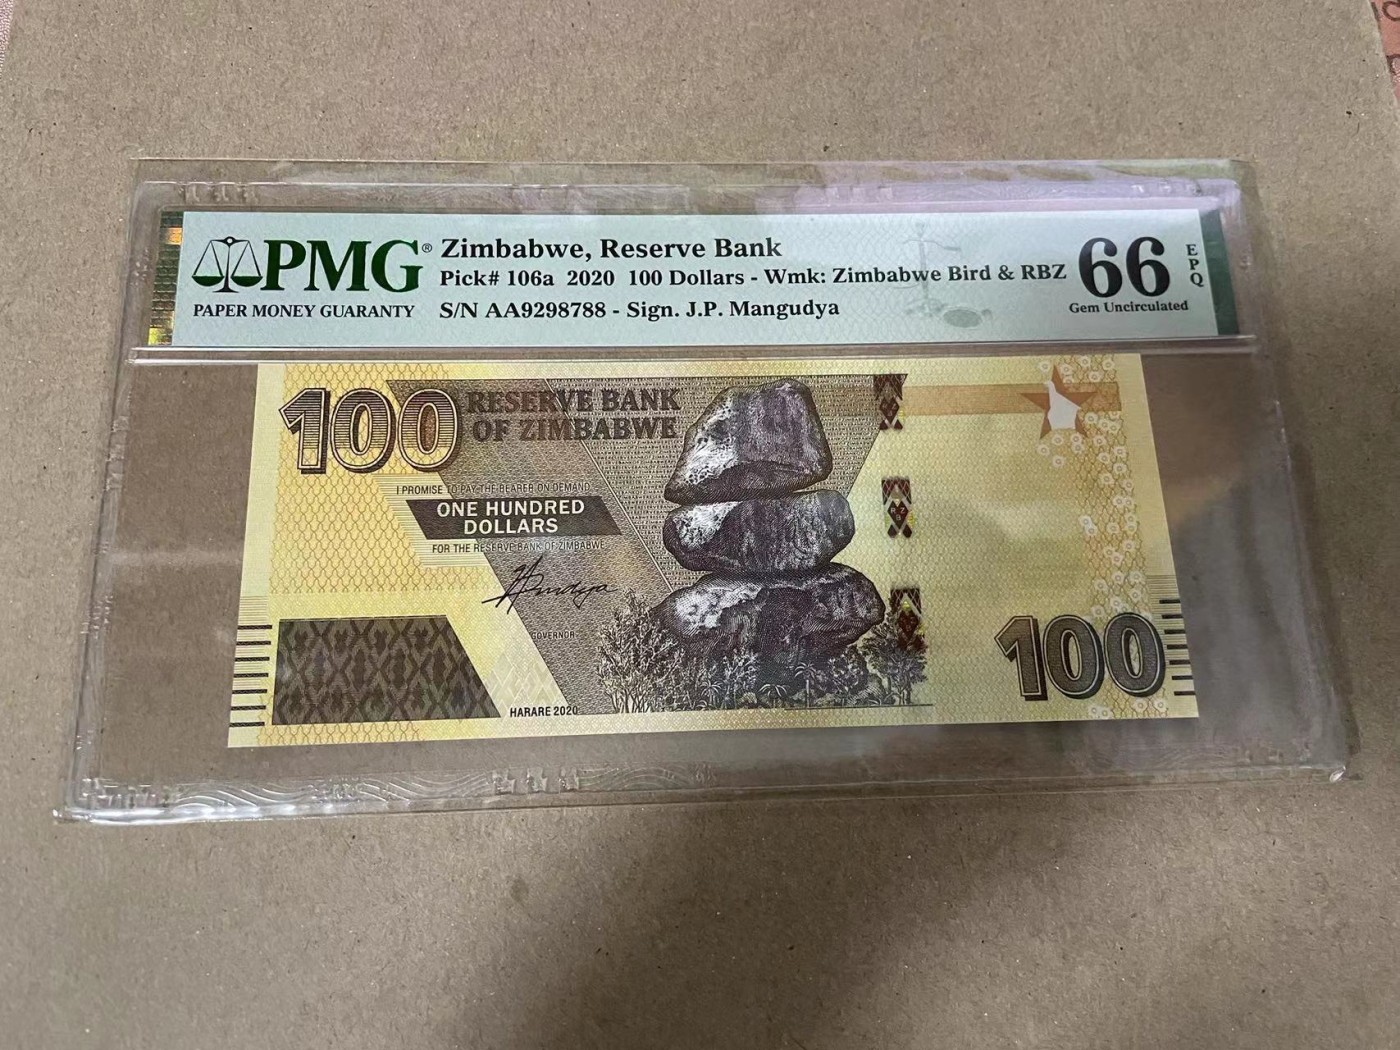 PMG®
PAPER MONEY GUARANTY
Zimbabwe, Reserve Bank
Pick# 106a 2020 100 Dollars - Wmk: Zimbabwe Bird & RBZ
S/N AA9298788 - Sign. J.P. Mangudya
66
EPQ
Gem Uncirculated
100
RESERVE BANK
OF ZIMBABWE
I PROMISE TO PAY THE BEARER ON DEMAND
ONE HUNDRED
DOLLARS
FOR THE RESERVE BANK OF ZIMBABWE
GOVERNOR
HARARE 2020
RBZ
100